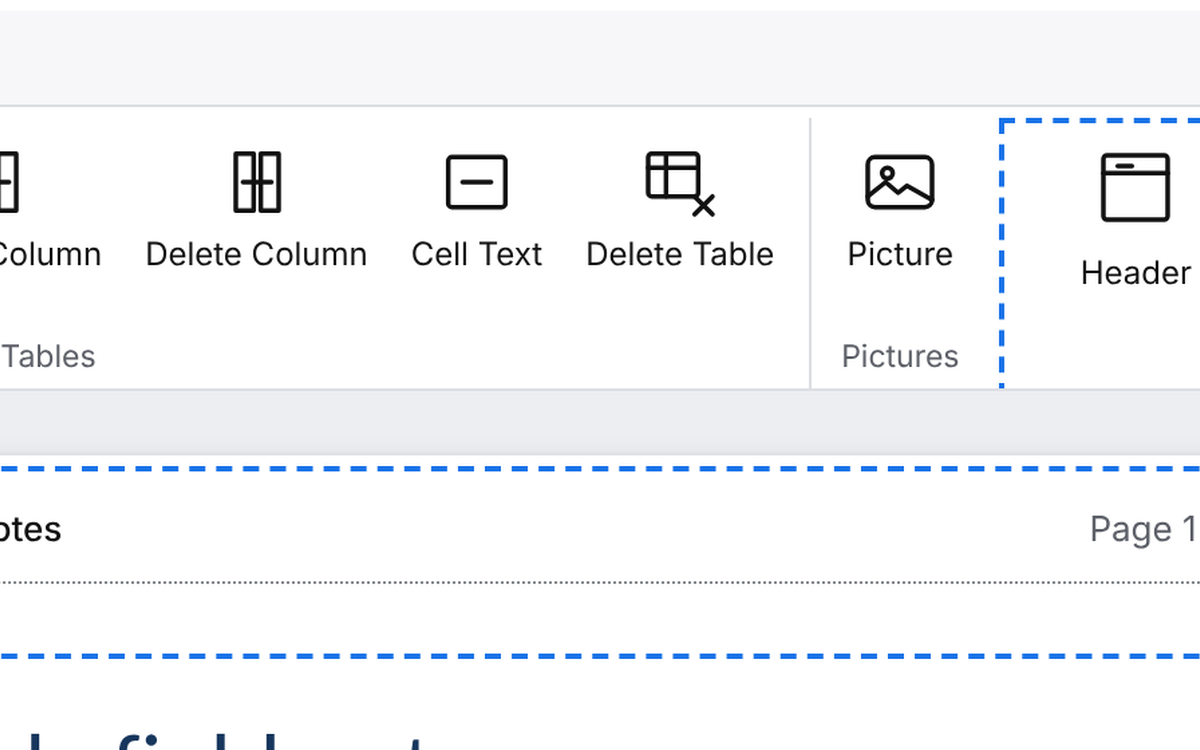 Column
Delete Column
Cell Text
Delete Table
Picture
Header
Tables
Pictures
otes
Page 1